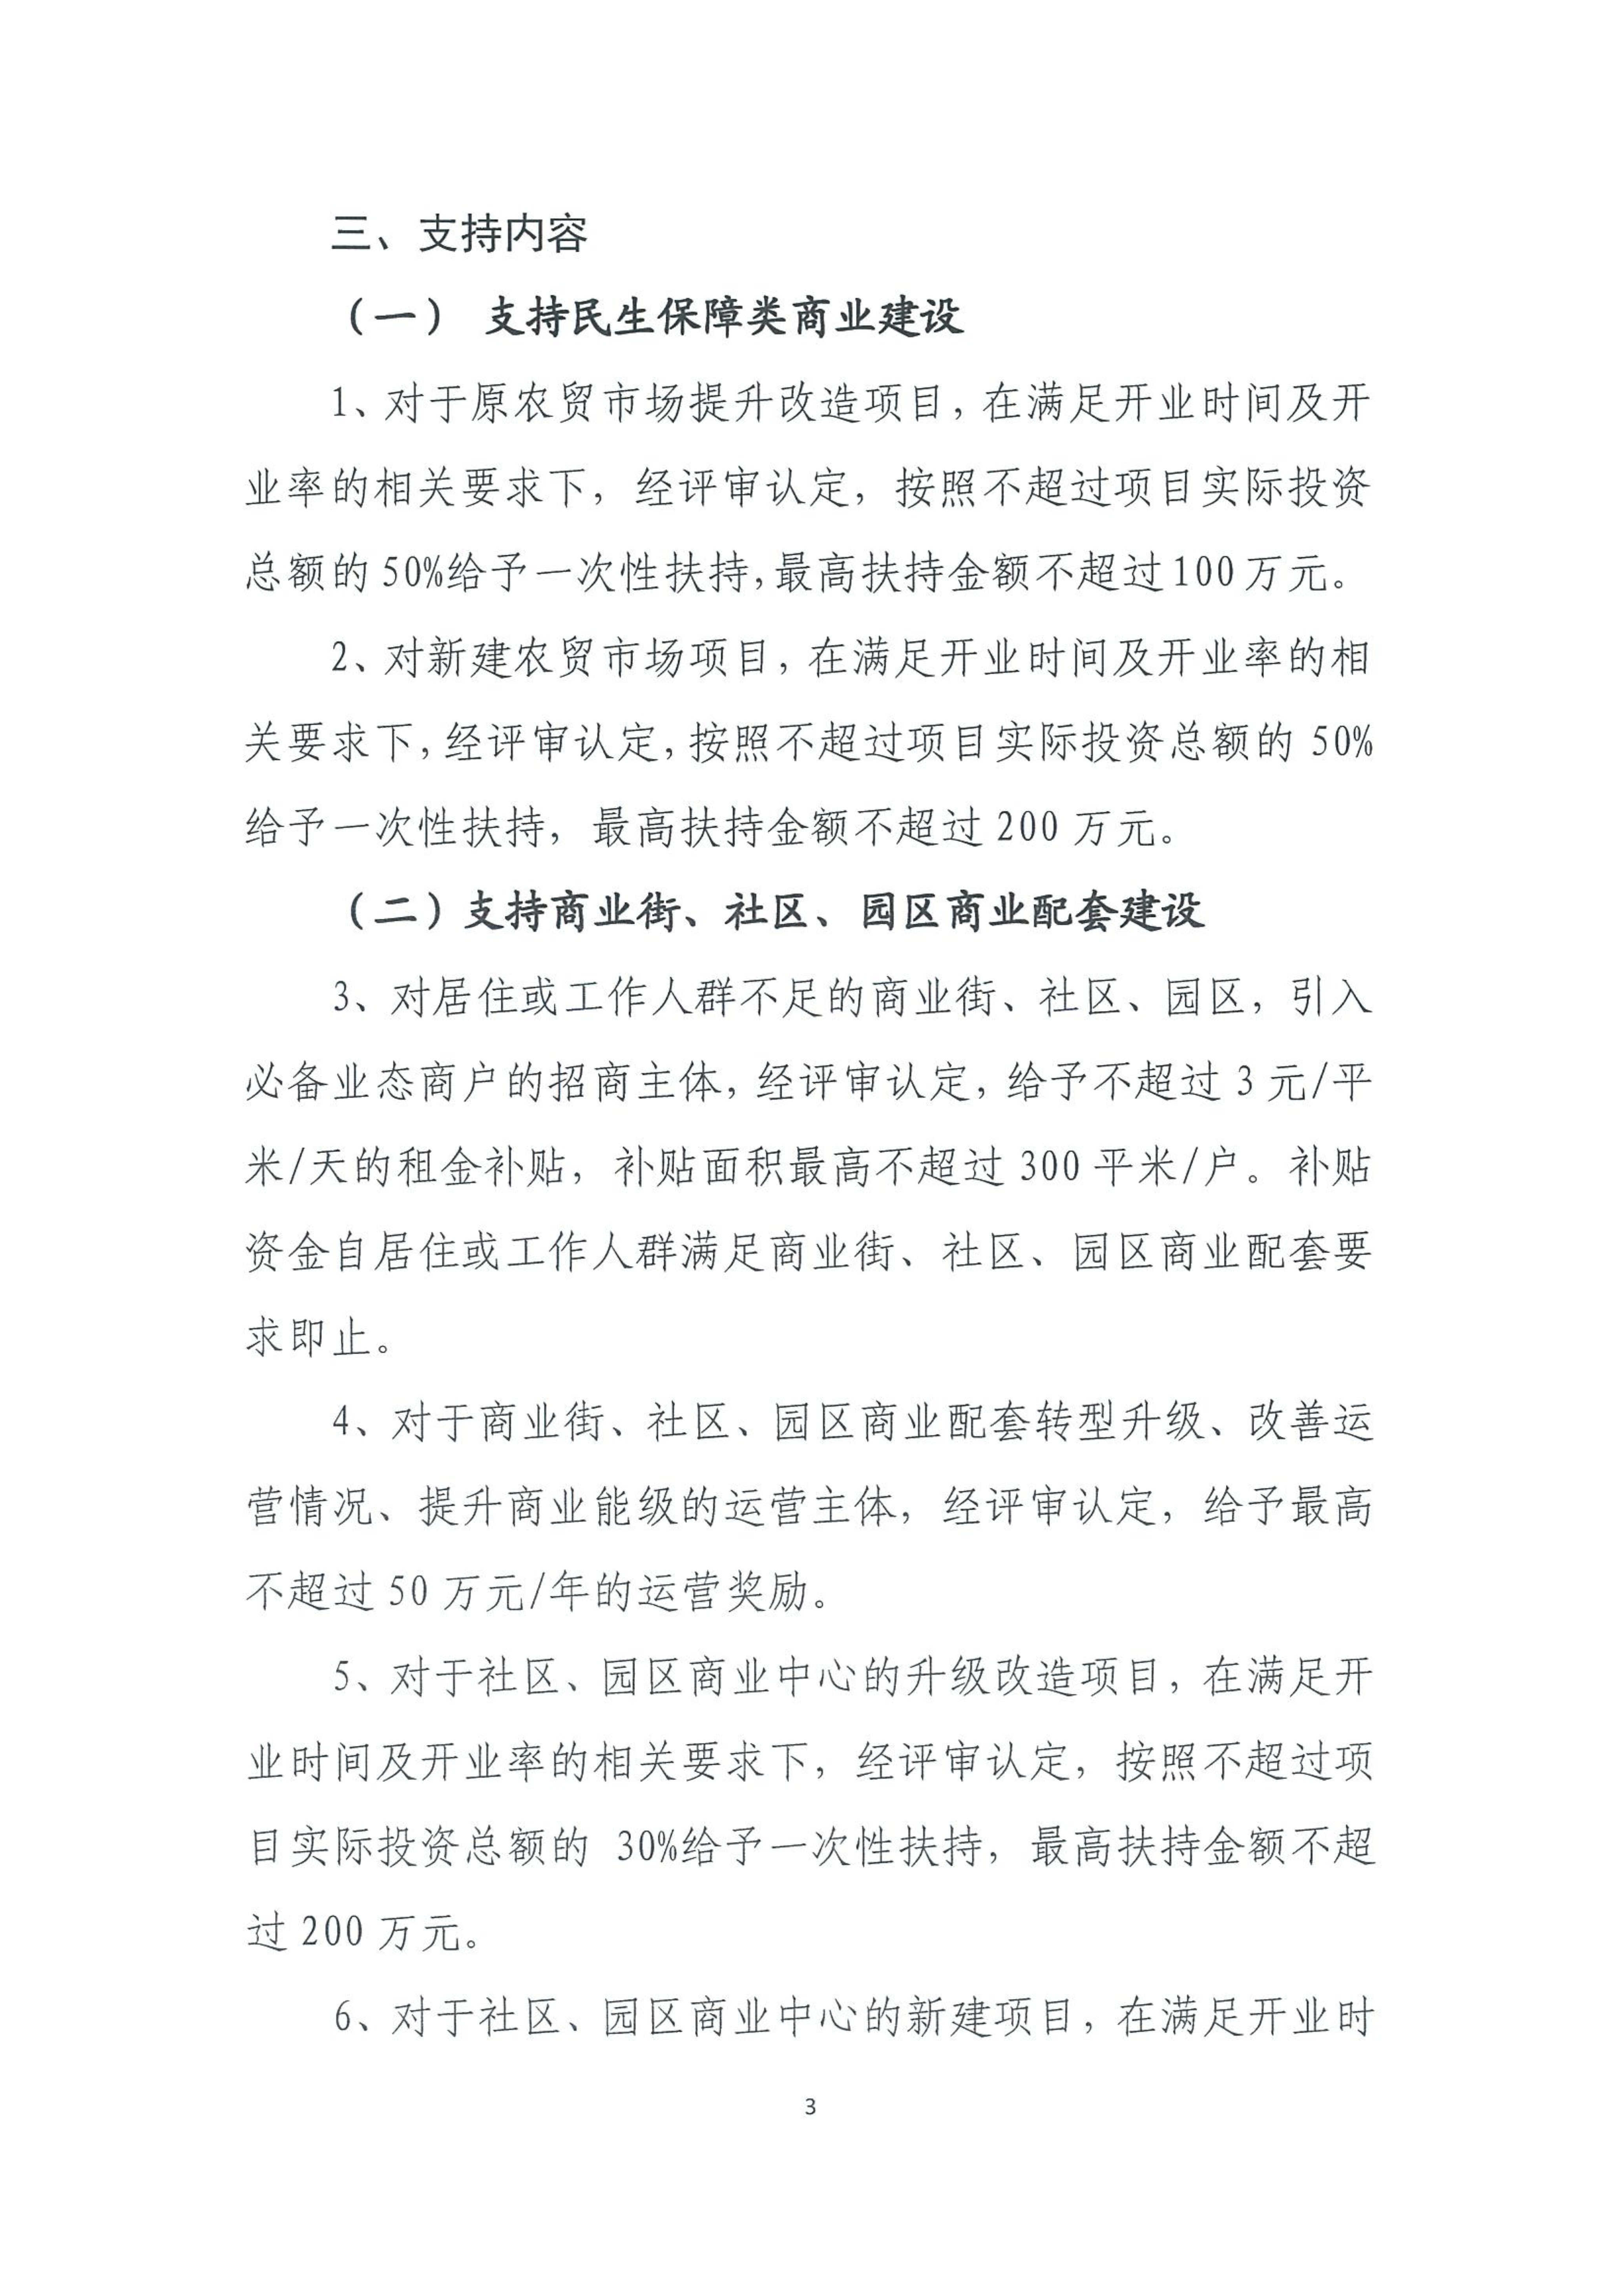 三、支持内容
（一） 支持民生保障类商业建设
1、对于原农贸市场提升改造项目，在满足开业时间及开
业率的相关要求下，经评审认定，按照不超过项目实际投资
总额的 50%给予一次性扶持，最高扶持金额不超过 100 万元。
2、对新建农贸市场项目，在满足开业时间及开业率的相
关要求下，经评审认定，按照不超过项目实际投资总额的 50%
给予一次性扶持，最高扶持金额不超过 200 万元。
（二）支持商业街、社区、园区商业配套建设
3、对居住或工作人群不足的商业街、社区、园区，引入
必备业态商户的招商主体，经评审认定，给予不超过 3 元/平
米/天的租金补贴，补贴面积最高不超过 300 平米/户。补贴
资金自居住或工作人群满足商业街、社区、园区商业配套要
求即止。
4、对于商业街、社区、园区商业配套转型升级、改善运
营情况、提升商业能级的运营主体，经评审认定，给予最高
不超过 50 万元/年的运营奖励。
5、对于社区、园区商业中心的升级改造项目，在满足开
业时间及开业率的相关要求下，经评审认定，按照不超过项
目实际投资总额的 30%给予一次性扶持，最高扶持金额不超
过 200 万元。
6、对于社区、园区商业中心的新建项目，在满足开业时
3